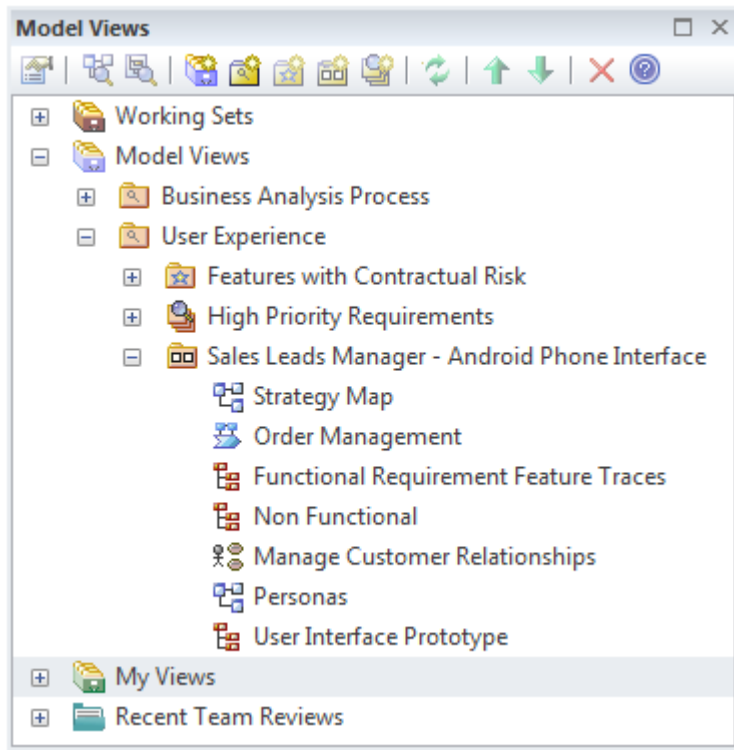 Model Views
Working Sets
Model Views
Business Analysis Process
User Experience
Features with Contractual Risk
High Priority Requirements
Sales Leads Manager - Android Phone Interface
Strategy Map
Order Management
Functional Requirement Feature Traces
Non Functional
Manage Customer Relationships
Personas
User Interface Prototype
My Views
Recent Team Reviews